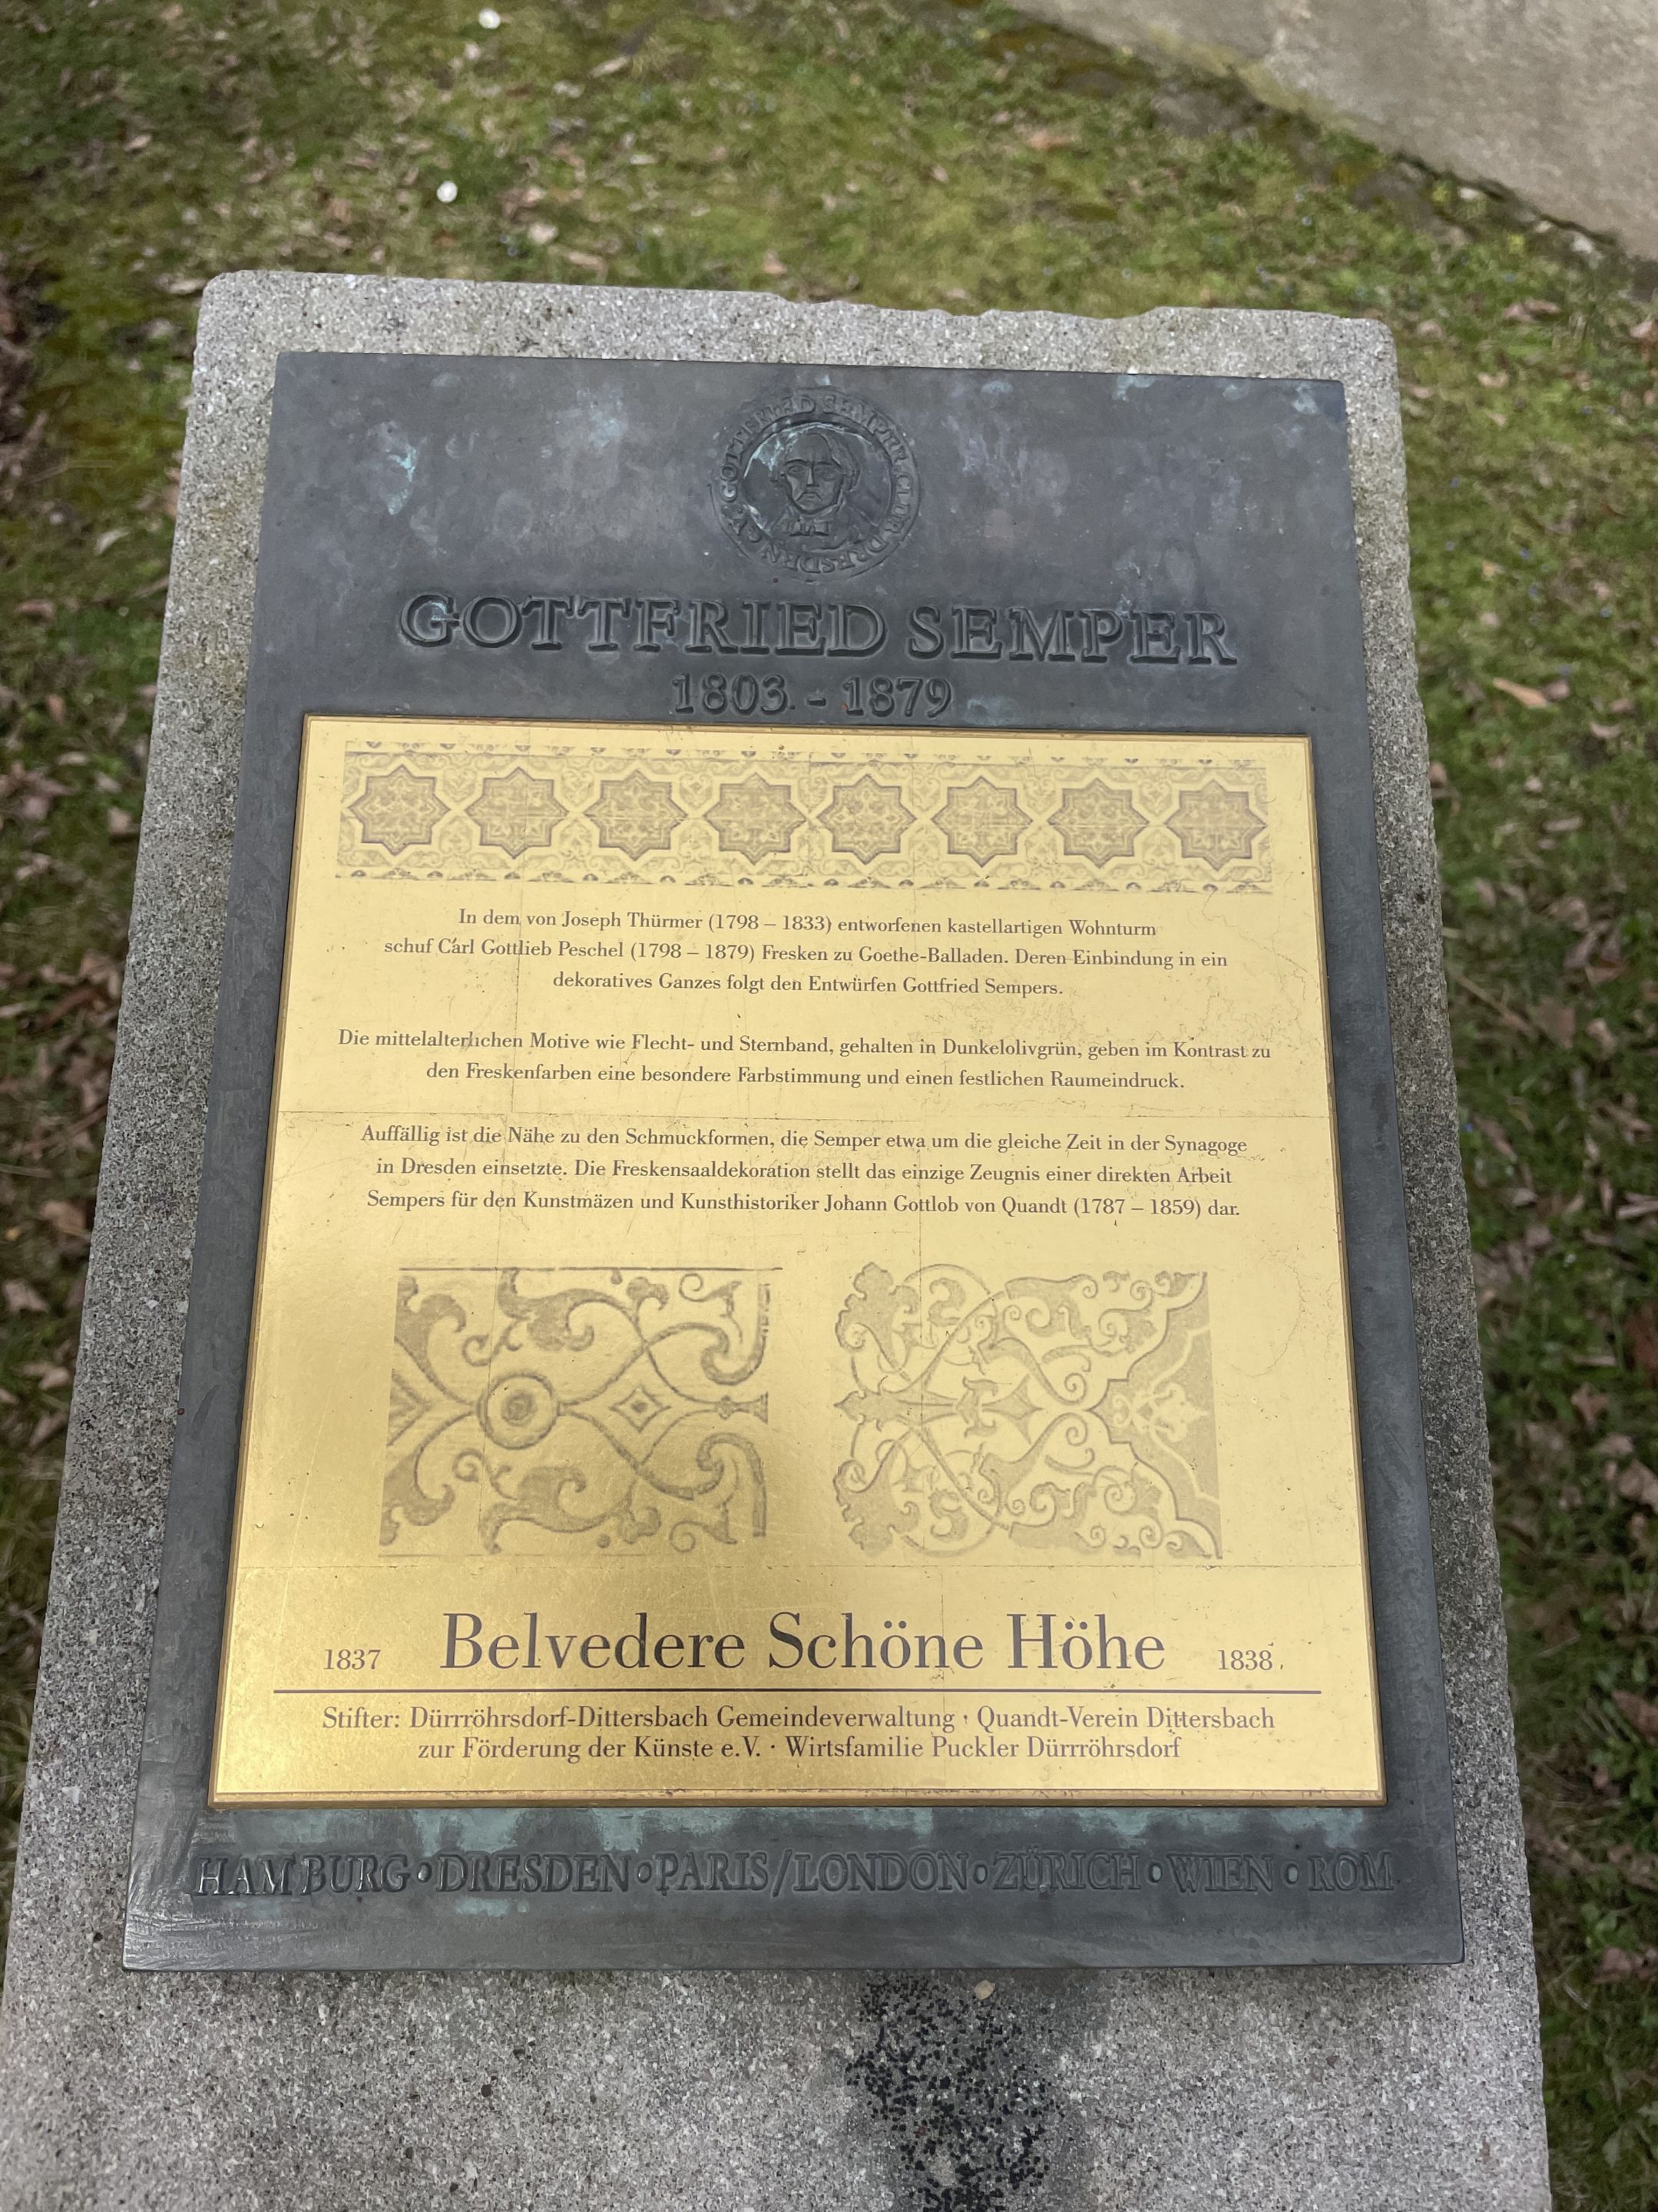 GOTTFRIED SEMPER CLUB DRESDEN e.V.
GOTTFRIED SEMPER
1803 - 1879
In dem von Joseph Thürmer (1798 – 1833) entworfenen kastellartigen Wohnturm
schuf Carl Gottlieb Peschel (1798 – 1879) Fresken zu Goethe-Balladen. Deren Einbindung in ein
dekoratives Ganzes folgt den Entwürfen Gottfried Sempers.
Die mittelalterlichen Motive wie Flecht- und Sternband, gehalten in Dunkelolivgrün, geben im Kontrast zu
den Freskenfarben eine besondere Farbstimmung und einen festlichen Raumeindruck.
Auffällig ist die Nähe zu den Schmuckformen, die Semper etwa um die gleiche Zeit in der Synagoge
in Dresden einsetzte. Die Freskensaaldekoration stellt das einzige Zeugnis einer direkten Arbeit
Sempers für den Kunstmäzen und Kunsthistoriker Johann Gottlob von Quandt (1787 – 1859) dar.
1837 Belvedere Schöne Höhe 1838
Stifter: Dürrröhrsdorf-Dittersbach Gemeindeverwaltung · Quandt-Verein Dittersbach
zur Förderung der Künste e.V. · Wirtsfamilie Puckler Dürrröhrsdorf
HAMBURG • DRESDEN • PARIS/LONDON • ZÜRICH • WIEN • ROM